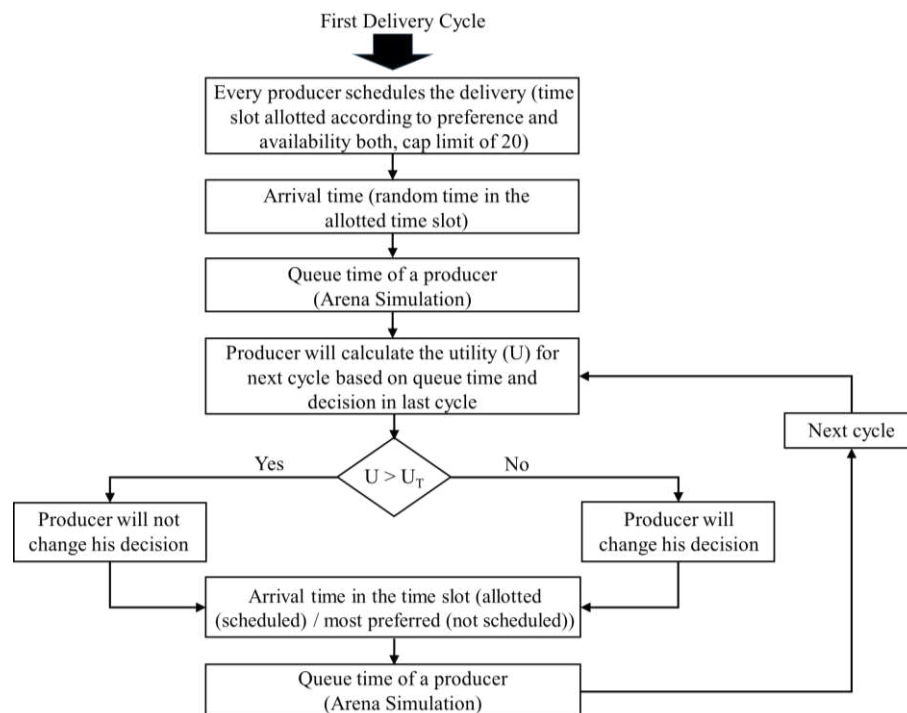 First Delivery Cycle
Every producer schedules the delivery (time
slot allotted according to preference and
availability both, cap limit of 20)
Arrival time (random time in the
allotted time slot)
Queue time of a producer
(Arena Simulation)
Producer will calculate the utility (U) for
next cycle based on queue time and
decision in last cycle
Next cycle
Yes
No
U > U_T
Producer will not
change his decision
Producer will
change his decision
Arrival time in the time slot (allotted
(scheduled) / most preferred (not scheduled))
Queue time of a producer
(Arena Simulation)